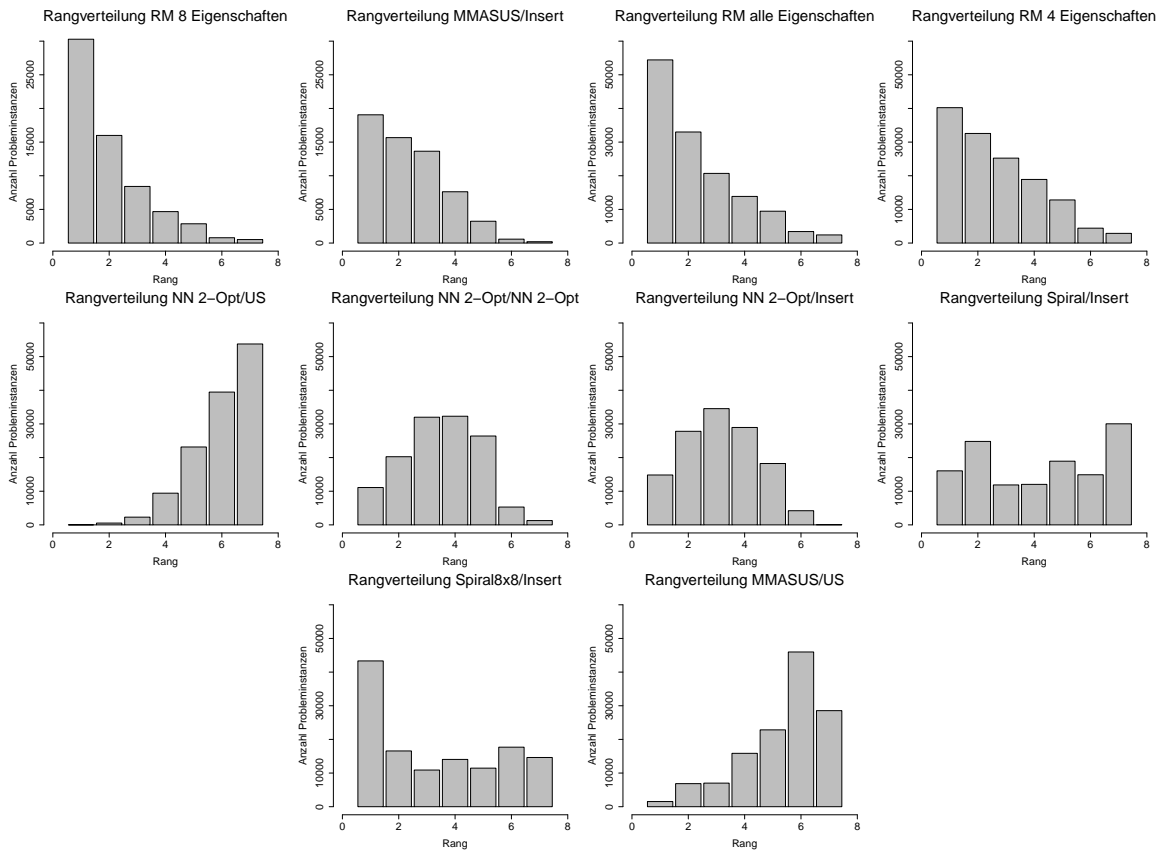 Rangverteilung RM 8 Eigenschaften
Anzahl Probleminstanzen
0 5000 15000 25000
0 2 4 6 8
Rang
Rangverteilung MMASUS/Insert
Anzahl Probleminstanzen
0 5000 15000 25000
0 2 4 6 8
Rang
Rangverteilung RM alle Eigenschaften
Anzahl Probleminstanzen
0 10000 30000 50000
0 2 4 6 8
Rang
Rangverteilung RM 4 Eigenschaften
Anzahl Probleminstanzen
0 10000 30000 50000
0 2 4 6 8
Rang
Rangverteilung NN 2−Opt/US
Anzahl Probleminstanzen
0 10000 30000 50000
0 2 4 6 8
Rang
Rangverteilung NN 2−Opt/NN 2−Opt
Anzahl Probleminstanzen
0 10000 30000 50000
0 2 4 6 8
Rang
Rangverteilung NN 2−Opt/Insert
Anzahl Probleminstanzen
0 10000 30000 50000
0 2 4 6 8
Rang
Rangverteilung Spiral/Insert
Anzahl Probleminstanzen
0 10000 30000 50000
0 2 4 6 8
Rang
Rangverteilung Spiral8x8/Insert
Anzahl Probleminstanzen
0 10000 30000 50000
0 2 4 6 8
Rang
Rangverteilung MMASUS/US
Anzahl Probleminstanzen
0 10000 30000 50000
0 2 4 6 8
Rang